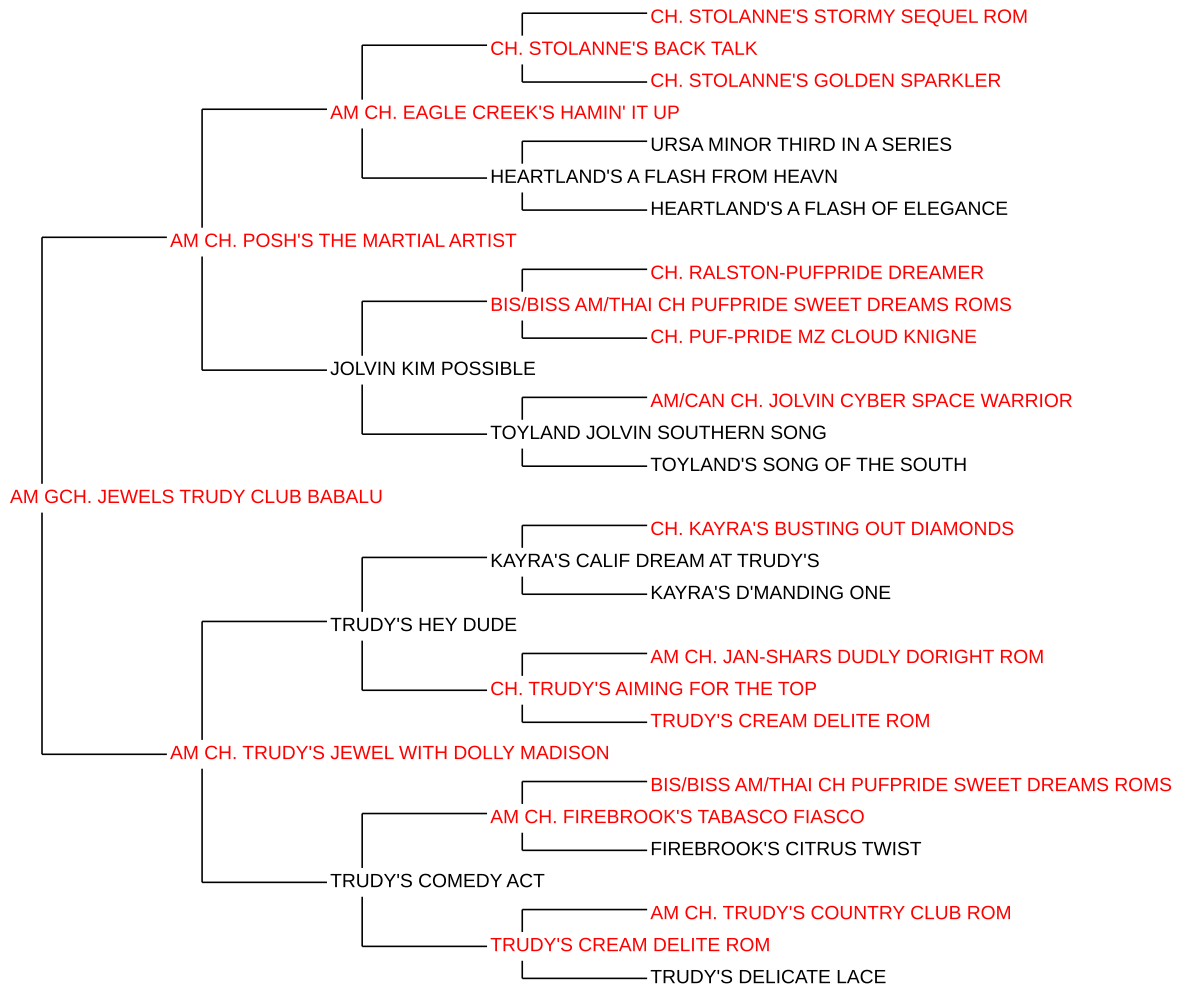 CH. STOLANNE'S STORMY SEQUEL ROM
CH. STOLANNE'S BACK TALK
CH. STOLANNE'S GOLDEN SPARKLER
AM CH. EAGLE CREEK'S HAMIN' IT UP
URSA MINOR THIRD IN A SERIES
HEARTLAND'S A FLASH FROM HEAVN
HEARTLAND'S A FLASH OF ELEGANCE
AM CH. POSH'S THE MARTIAL ARTIST
CH. RALSTON-PUFPRIDE DREAMER
BIS/BISS AM/THAI CH PUFPRIDE SWEET DREAMS ROMS
CH. PUF-PRIDE MZ CLOUD KNIGNE
JOLVIN KIM POSSIBLE
AM/CAN CH. JOLVIN CYBER SPACE WARRIOR
TOYLAND JOLVIN SOUTHERN SONG
TOYLAND'S SONG OF THE SOUTH
AM GCH. JEWELS TRUDY CLUB BABALU
CH. KAYRA'S BUSTING OUT DIAMONDS
KAYRA'S CALIF DREAM AT TRUDY'S
KAYRA'S D'MANDING ONE
TRUDY'S HEY DUDE
AM CH. JAN-SHARS DUDLY DORIGHT ROM
CH. TRUDY'S AIMING FOR THE TOP
TRUDY'S CREAM DELITE ROM
AM CH. TRUDY'S JEWEL WITH DOLLY MADISON
BIS/BISS AM/THAI CH PUFPRIDE SWEET DREAMS ROMS
AM CH. FIREBROOK'S TABASCO FIASCO
FIREBROOK'S CITRUS TWIST
TRUDY'S COMEDY ACT
AM CH. TRUDY'S COUNTRY CLUB ROM
TRUDY'S CREAM DELITE ROM
TRUDY'S DELICATE LACE